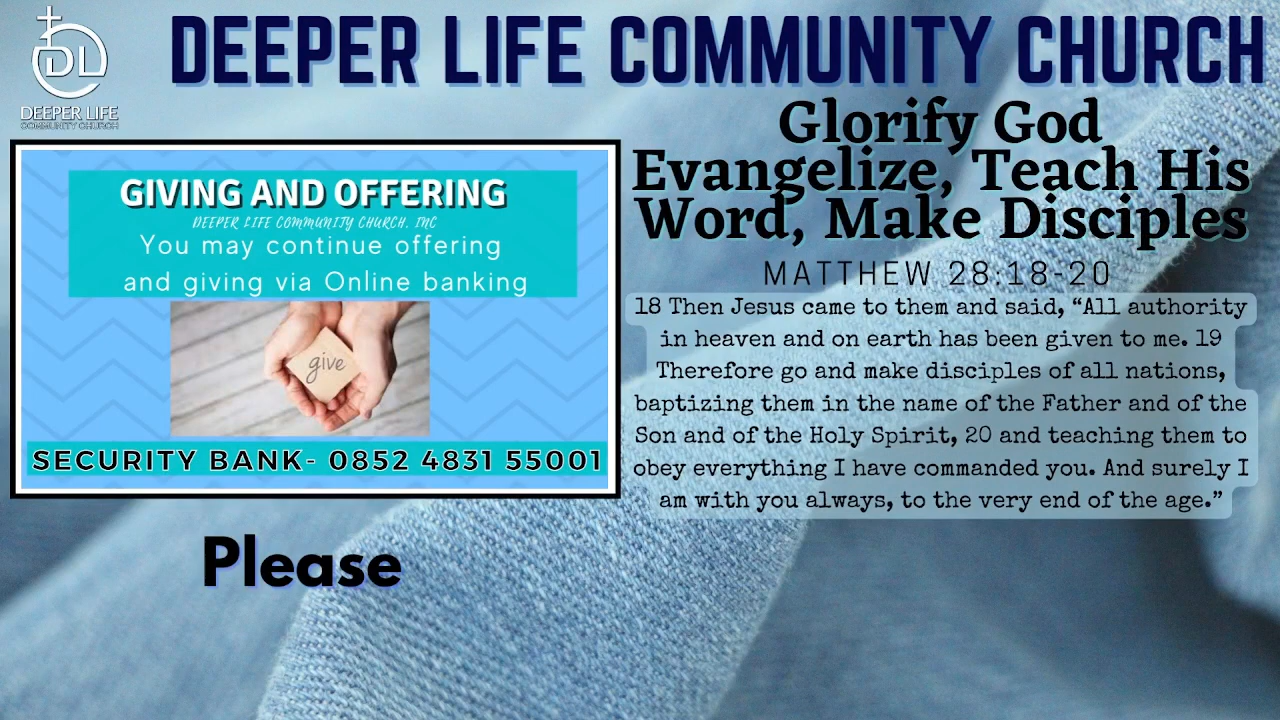 DL
DEEPER LIFE
COMMUNITY CHURCH
DEEPER LIFE COMMUNITY CHURCH
GIVING AND OFFERING
DEEPER LIFE COMMUNITY CHURCH. INC
You may continue offering
and giving via Online banking
give
SECURITY BANK- 0852 4831 55001
Please
Glorify God
Evangelize, Teach His
Word, Make Disciples
MATTHEW 28:18-20
18 Then Jesus came to them and said, “All authority
in heaven and on earth has been given to me. 19
Therefore go and make disciples of all nations,
baptizing them in the name of the Father and of the
Son and of the Holy Spirit, 20 and teaching them to
obey everything I have commanded you. And surely I
am with you always, to the very end of the age.”